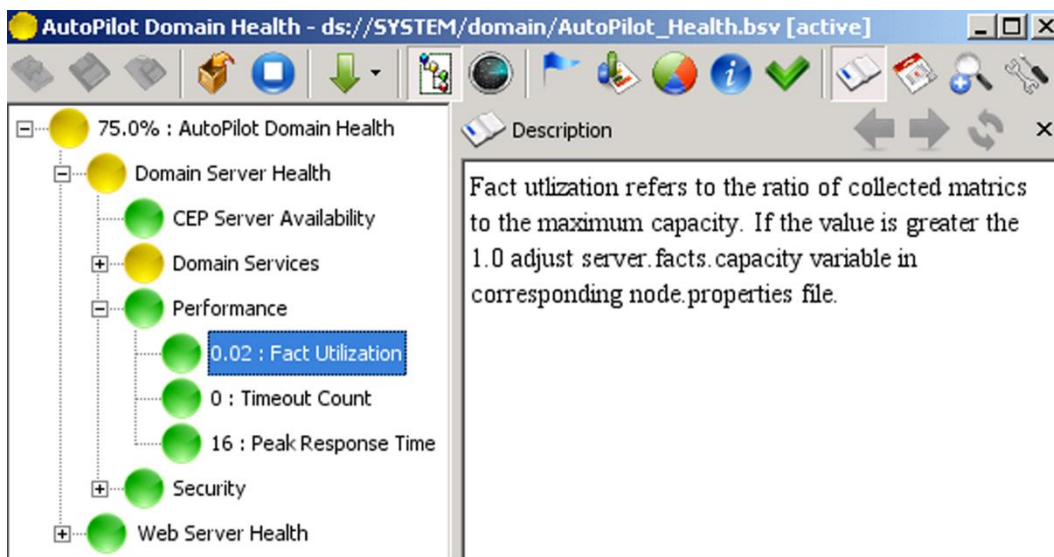 AutoPilot Domain Health - ds://SYSTEM/domain/AutoPilot_Health.bsv [active]
75.0% : AutoPilot Domain Health
Domain Server Health
CEP Server Availability
Domain Services
Performance
0.02 : Fact Utilization
0 : Timeout Count
16 : Peak Response Time
Security
Web Server Health
Description
Fact utlization refers to the ratio of collected matrics
to the maximum capacity. If the value is greater the
1.0 adjust server.facts.capacity variable in
corresponding node.properties file.